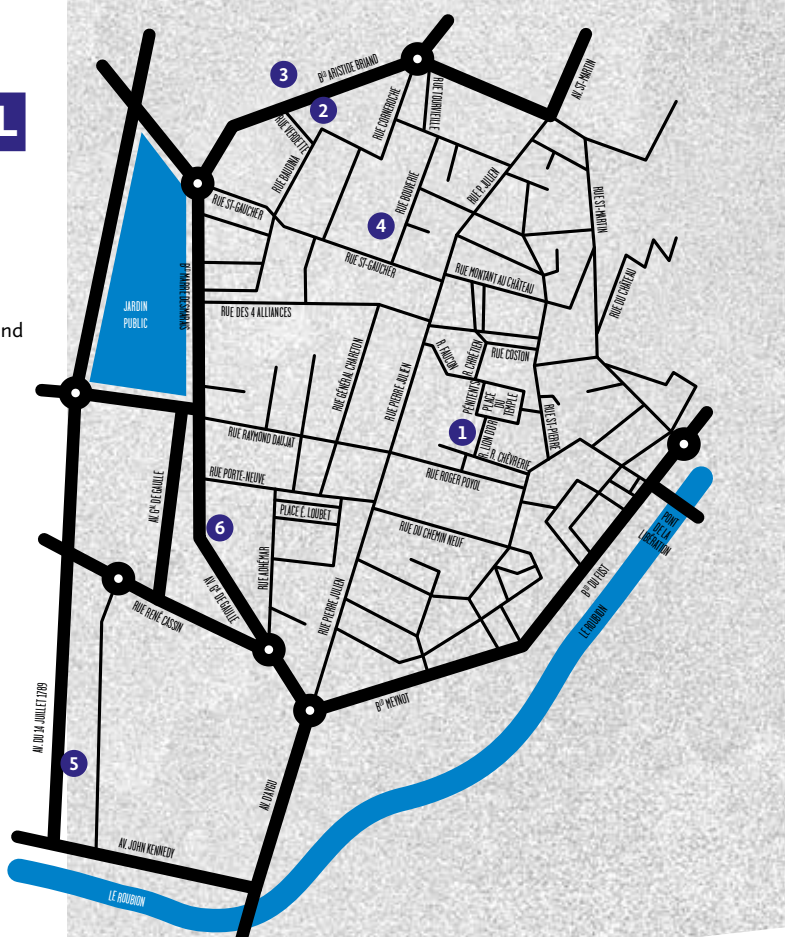 L
nd
3
Bᴰ ARISTIDE BRIAND
2
RUE CORNEROCHE
RUE TOURVIEILLE
AV. ST-MARTIN
RUE VERDETTE
RUE BAUDINA
RUE BOUVERIE
RUE P. JULIEN
RUE ST-MARTIN
RUE ST-GAUCHER
4
RUE ST-GAUCHER
RUE MONTANT AU CHÂTEAU
RUE DU CHÂTEAU
Bᴰ MARRE DESMARAIS
JARDIN
PUBLIC
RUE DES 4 ALLIANCES
RUE GÉNÉRAL CHARETON
RUE PIERRE JULIEN
R. FAUCON
R. CHRÉTIEN
RUE COSTON
PÉNITENTS
PLACE
DU
TEMPLE
RUE ST-PIERRE
1
R. LION D'OR
R. CHÈVRERIE
RUE RAYMOND DAUJAT
RUE ROGER POYOL
RUE PORTE-NEUVE
AV. Gᴬᴸ DE GAULLE
PLACE É. LOUBET
6
RUE DU CHEMIN NEUF
PONT
DE LA
LIBÉRATION
RUE ADHÉMAR
AV. Gᴬᴸ DE GAULLE
RUE PIERRE JULIEN
Bᴰ DU FUST
LE ROUBION
RUE RENÉ CASSIN
AV. DU 14 JUILLET 1789
Bᴰ MEYNOT
5
AV. D'AYGU
AV. JOHN KENNEDY
LE ROUBION